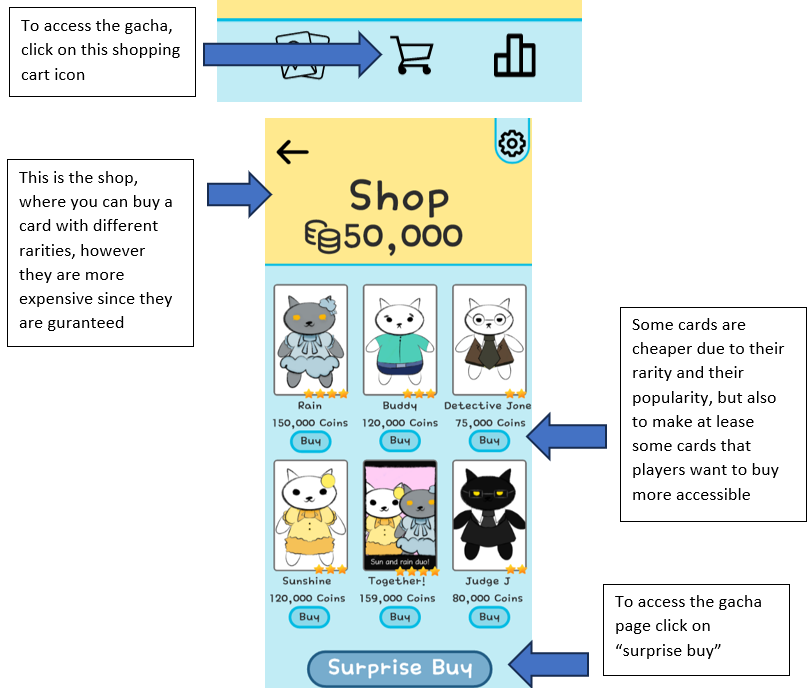 To access the gacha,
click on this shopping
cart icon
This is the shop,
where you can buy a
card with different
rarities, however
they are more
expensive since they
are guranteed
Shop
50,000
Rain
150,000 Coins
Buy
Buddy
120,000 Coins
Buy
Detective Jone
75,000 Coins
Buy
Some cards are
cheaper due to their
rarity and their
popularity, but also
to make at lease
some cards that
players want to buy
more accessible
Sunshine
120,000 Coins
Buy
Sun and rain duo!
Together!
159,000 Coins
Buy
Judge J
80,000 Coins
Buy
To access the gacha
page click on
“surprise buy”
Surprise Buy